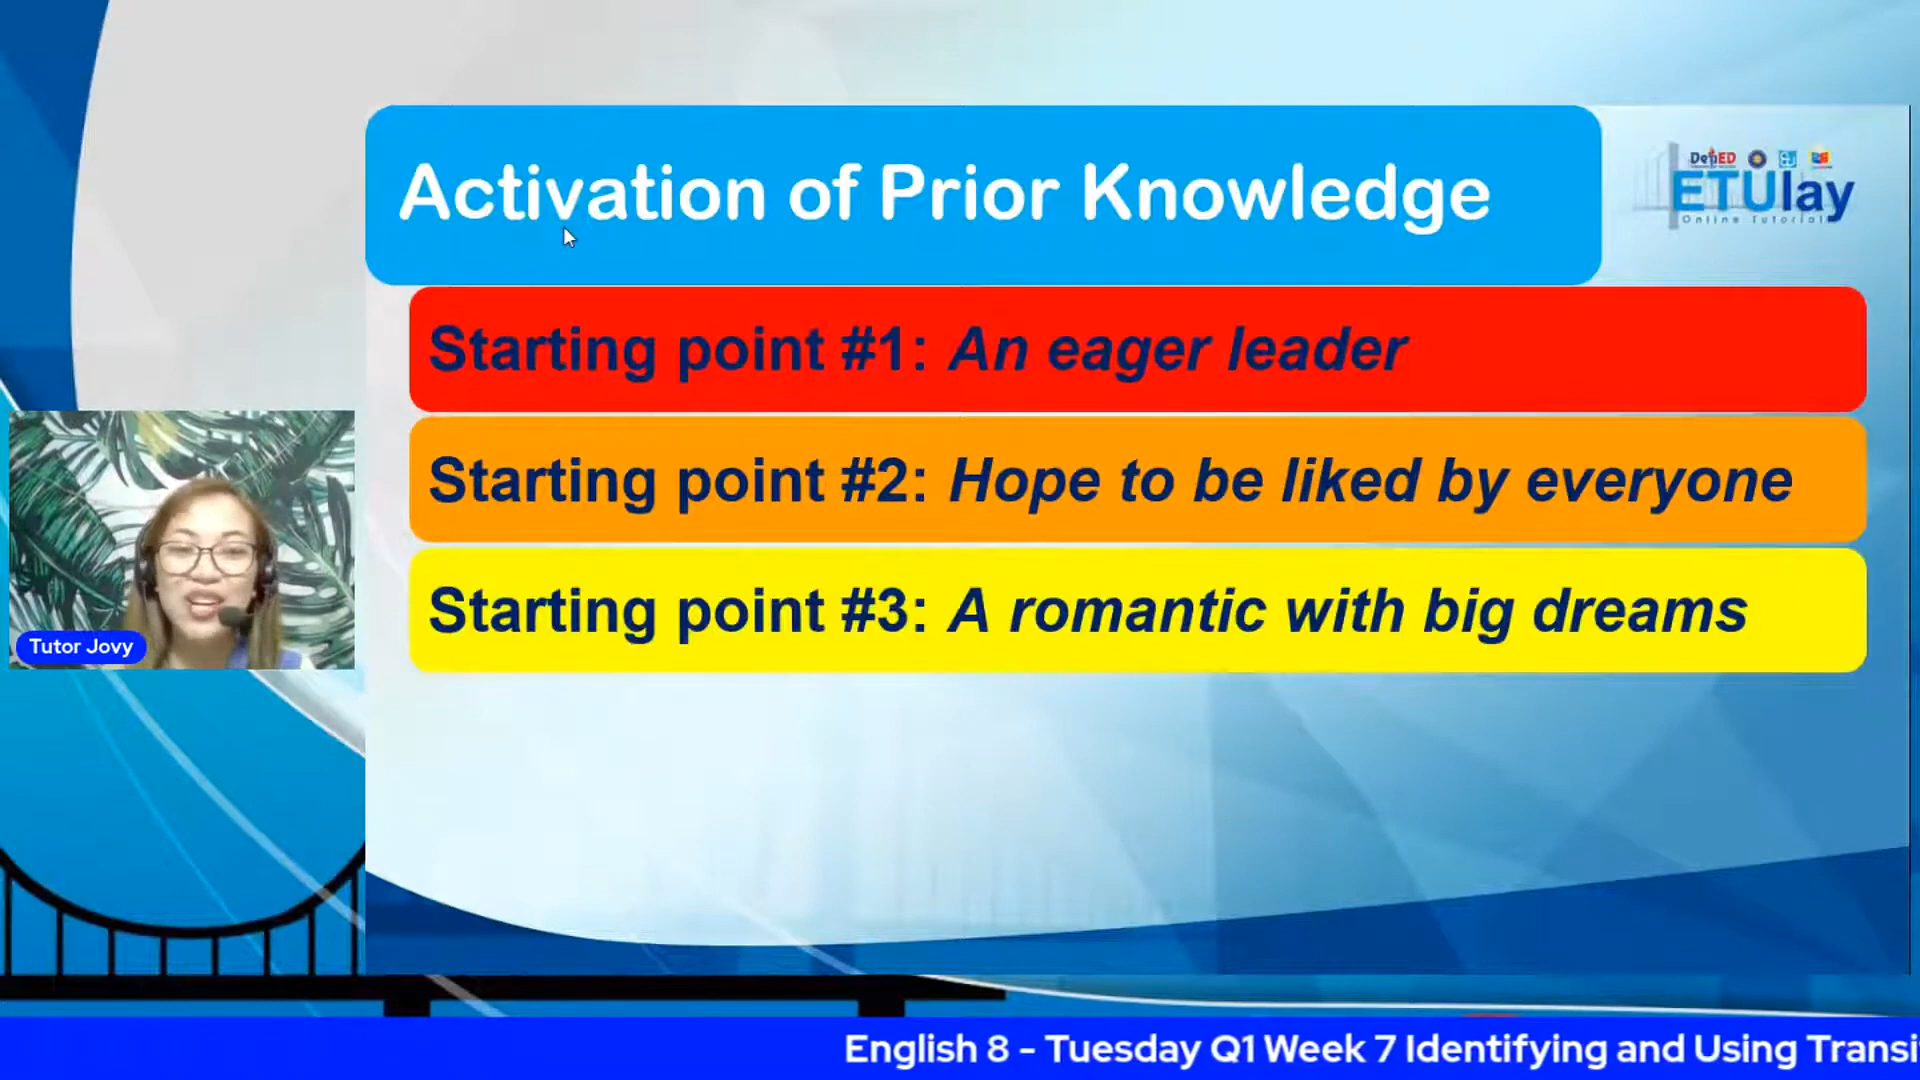 Activation of Prior Knowledge
DepED
ETUlay
Online Tutorial
Starting point #1: An eager leader
Starting point #2: Hope to be liked by everyone
Starting point #3: A romantic with big dreams
Tutor Jovy
English 8 - Tuesday Q1 Week 7 Identifying and Using Transi